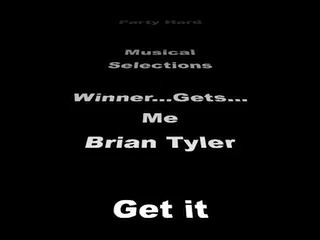 Party Hard
Musical
Selections
Winner...Gets...
Me
Brian Tyler
Get it